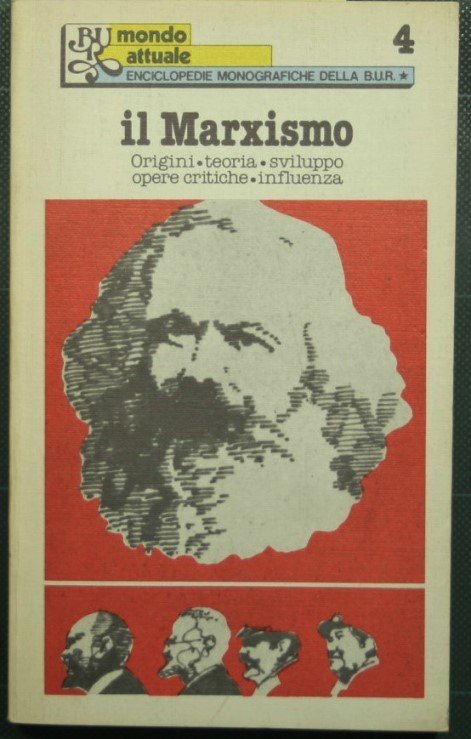 BUR
mondo
attuale
4
ENCICLOPEDIE MONOGRAFICHE DELLA B.U.R. ★
il Marxismo
Origini • teoria • sviluppo
opere critiche • influenza